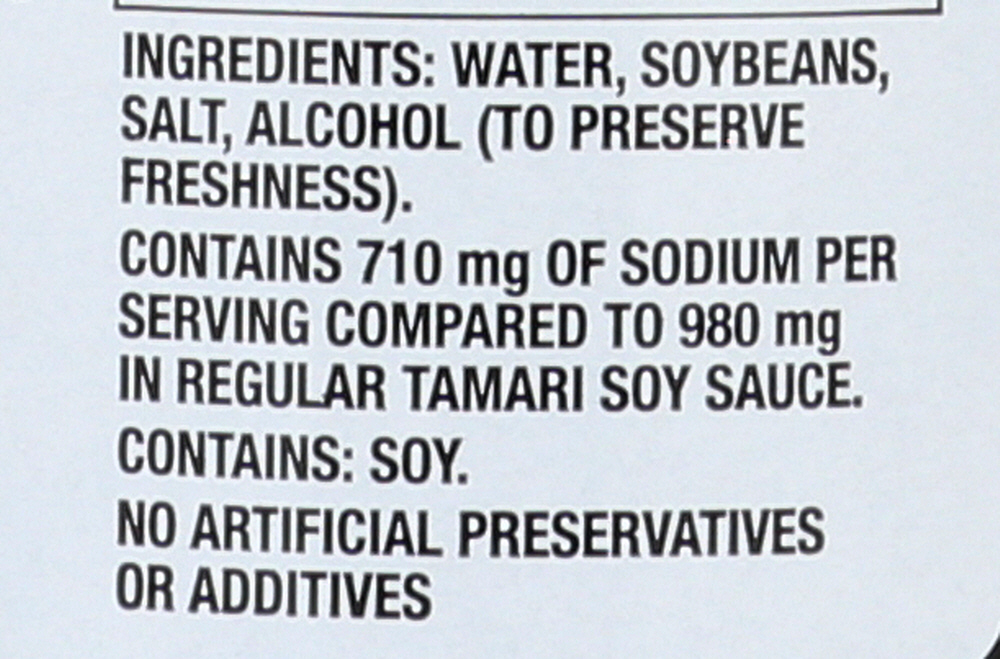 INGREDIENTS: WATER, SOYBEANS,
SALT, ALCOHOL (TO PRESERVE
FRESHNESS).
CONTAINS 710 mg OF SODIUM PER
SERVING COMPARED TO 980 mg
IN REGULAR TAMARI SOY SAUCE.
CONTAINS: SOY.
NO ARTIFICIAL PRESERVATIVES
OR ADDITIVES